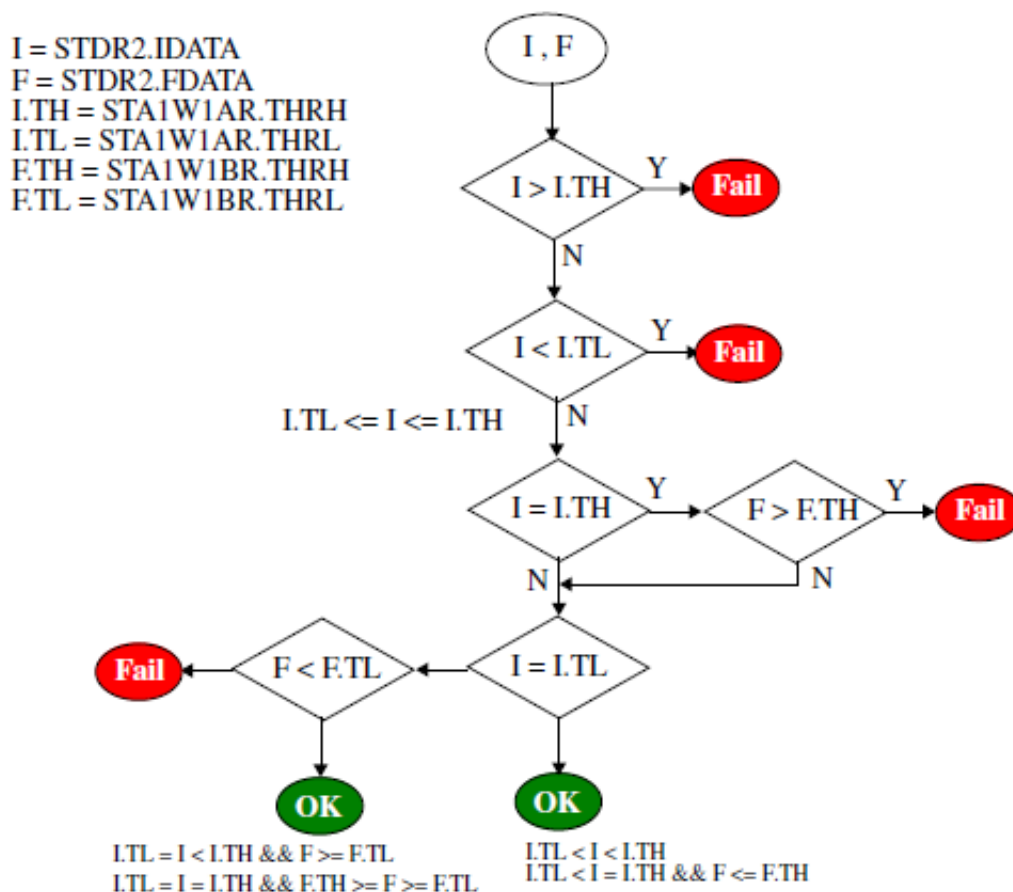 I = STDR2.IDATA
F = STDR2.FDATA
I.TH = STA1W1AR.THRH
I.TL = STA1W1AR.THRL
F.TH = STA1W1BR.THRH
F.TL = STA1W1BR.THRL
I , F
I > I.TH
Y
Fail
N
I < I.TL
Y
Fail
N
I.TL <= I <= I.TH
I = I.TH
Y
F > F.TH
Y
Fail
N
N
Fail
F < F.TL
I = I.TL
OK
OK
I.TL = I < I.TH && F >= F.TL
I.TL = I = I.TH && F.TH >= F >= F.TL
I.TL < I < I.TH
I.TL < I = I.TH && F <= F.TH